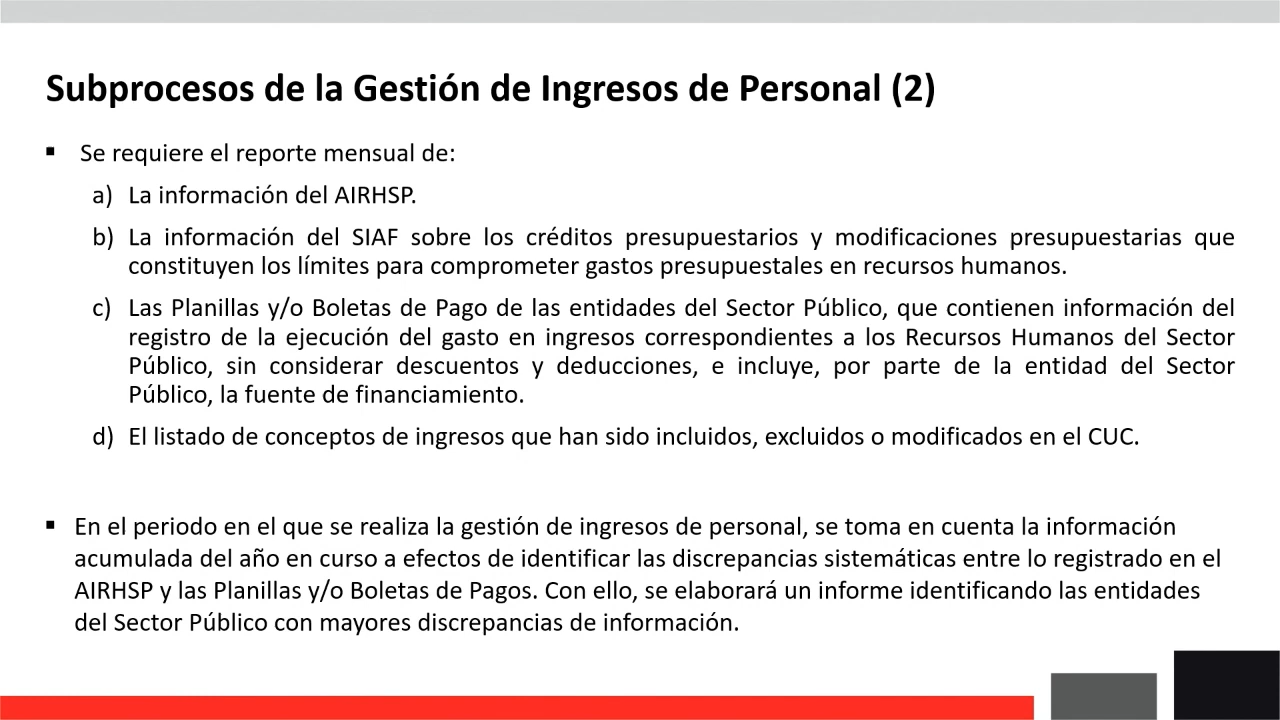 Subprocesos de la Gestión de Ingresos de Personal (2)
▪ Se requiere el reporte mensual de:
a) La información del AIRHSP.
b) La información del SIAF sobre los créditos presupuestarios y modificaciones presupuestarias que
constituyen los límites para comprometer gastos presupuestales en recursos humanos.
c) Las Planillas y/o Boletas de Pago de las entidades del Sector Público, que contienen información del
registro de la ejecución del gasto en ingresos correspondientes a los Recursos Humanos del Sector
Público, sin considerar descuentos y deducciones, e incluye, por parte de la entidad del Sector
Público, la fuente de financiamiento.
d) El listado de conceptos de ingresos que han sido incluidos, excluidos o modificados en el CUC.
▪ En el periodo en el que se realiza la gestión de ingresos de personal, se toma en cuenta la información
acumulada del año en curso a efectos de identificar las discrepancias sistemáticas entre lo registrado en el
AIRHSP y las Planillas y/o Boletas de Pagos. Con ello, se elaborará un informe identificando las entidades
del Sector Público con mayores discrepancias de información.